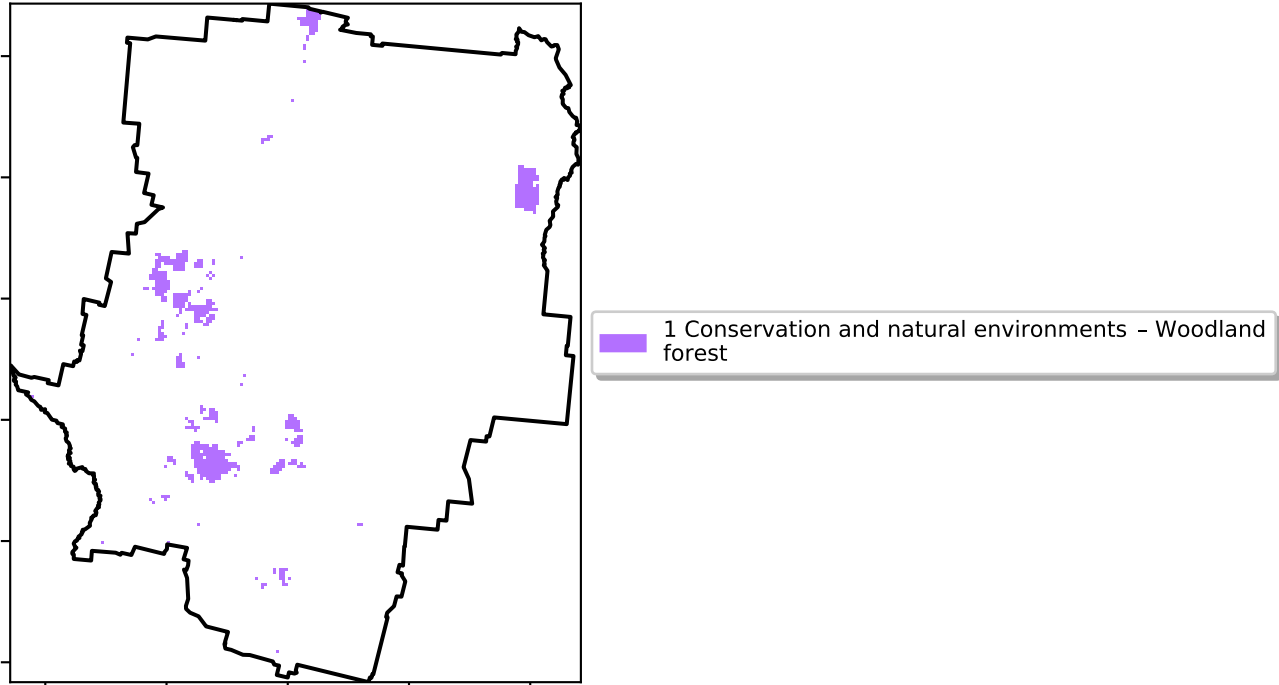 1 Conservation and natural environments – Woodland
forest